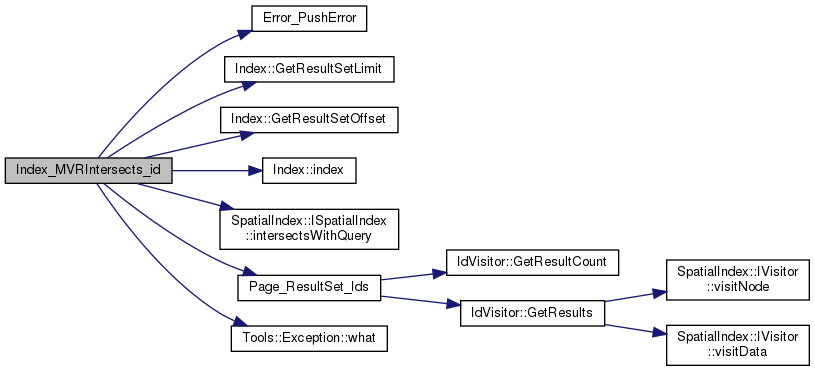 Index_MVRIntersects_id
Error_PushError
Index::GetResultSetLimit
Index::GetResultSetOffset
Index::index
SpatialIndex::ISpatialIndex
::intersectsWithQuery
Page_ResultSet_Ids
Tools::Exception::what
IdVisitor::GetResultCount
IdVisitor::GetResults
SpatialIndex::IVisitor
::visitNode
SpatialIndex::IVisitor
::visitData